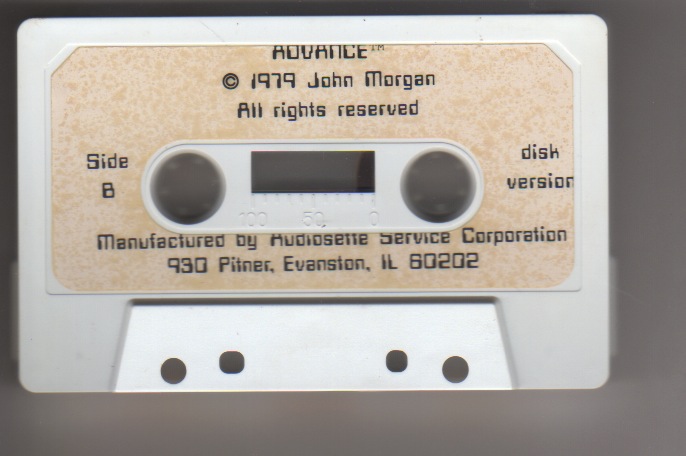 ADVANCE™
© 1979 John Morgan
All rights reserved
Side
B
disk
version
100 50 0
Manufactured by Audiosette Service Corporation
930 Pitner, Evanston, IL 60202